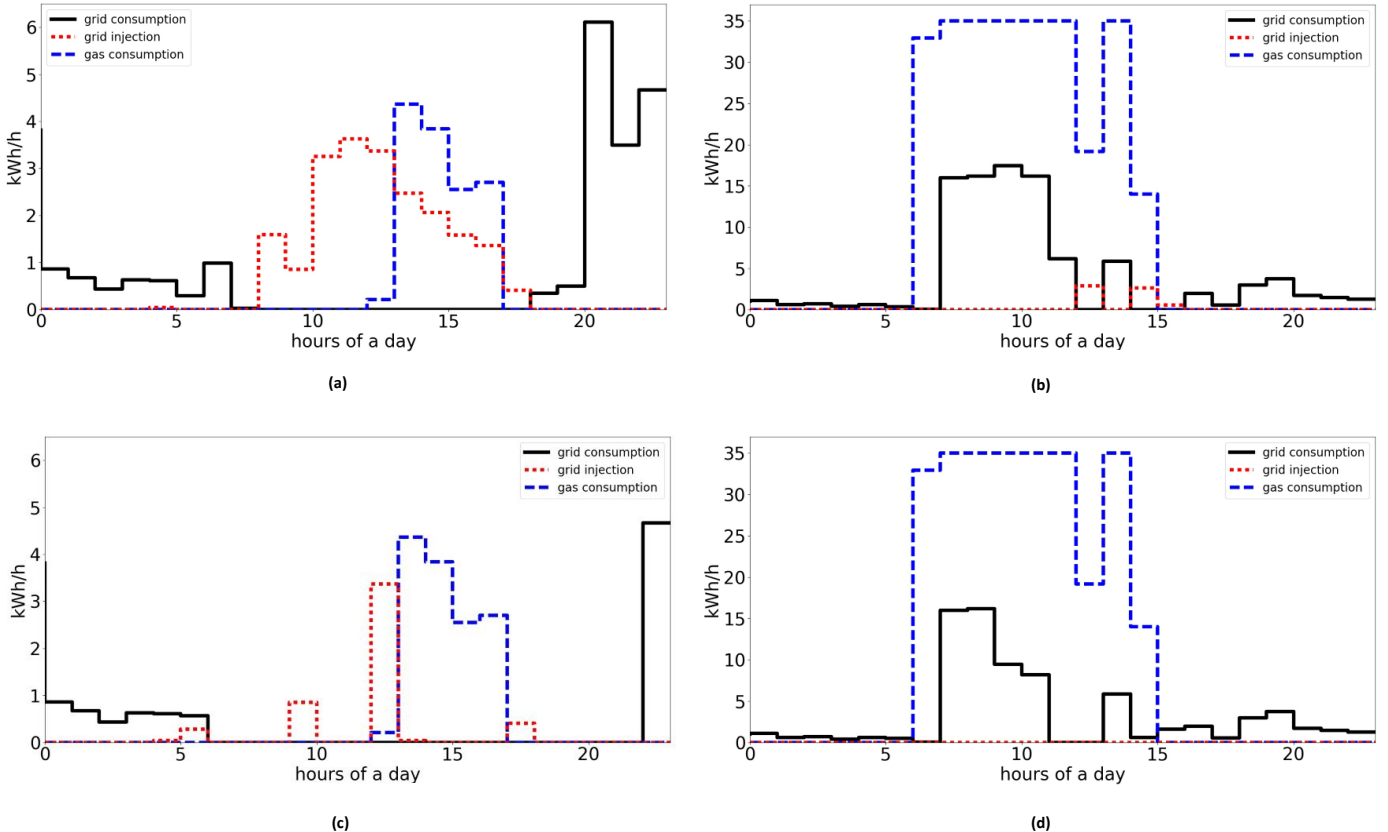 grid consumption
grid injection
gas consumption
kWh/h
6
5
4
3
2
1
0
0 5 10 15 20
hours of a day
(a)
grid consumption
grid injection
gas consumption
kWh/h
35
30
25
20
15
10
5
0
0 5 10 15 20
hours of a day
(b)
grid consumption
grid injection
gas consumption
kWh/h
6
5
4
3
2
1
0
0 5 10 15 20
hours of a day
(c)
grid consumption
grid injection
gas consumption
kWh/h
35
30
25
20
15
10
5
0
0 5 10 15 20
hours of a day
(d)